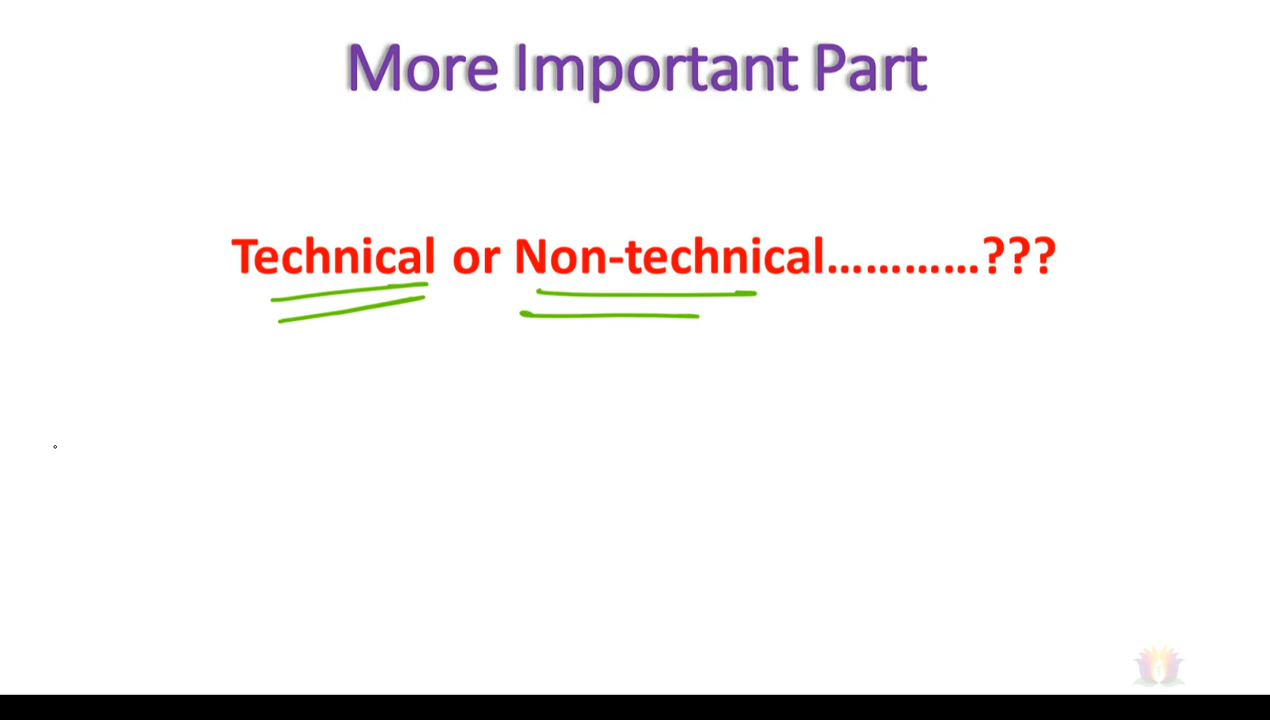 More Important Part
Technical or Non-technical............???